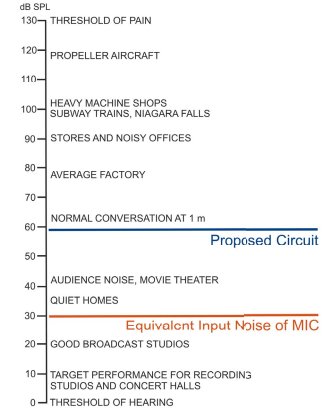 dB SPL
130 THRESHOLD OF PAIN
120 PROPELLER AIRCRAFT
110
HEAVY MACHINE SHOPS
100 SUBWAY TRAINS, NIAGARA FALLS
90 STORES AND NOISY OFFICES
80 AVERAGE FACTORY
70
NORMAL CONVERSATION AT 1 m
60
Proposed Circuit
50
AUDIENCE NOISE, MOVIE THEATER
40
QUIET HOMES
30
Equivalent Input Noise of MIC
20 GOOD BROADCAST STUDIOS
10 TARGET PERFORMANCE FOR RECORDING
STUDIOS AND CONCERT HALLS
0 THRESHOLD OF HEARING